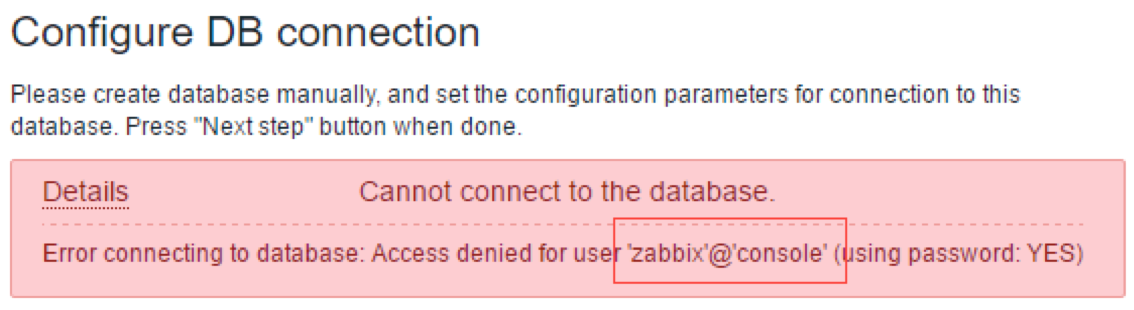 Configure DB connection
Please create database manually, and set the configuration parameters for connection to this
database. Press "Next step" button when done.
Details Cannot connect to the database.
Error connecting to database: Access denied for user 'zabbix'@'console' (using password: YES)